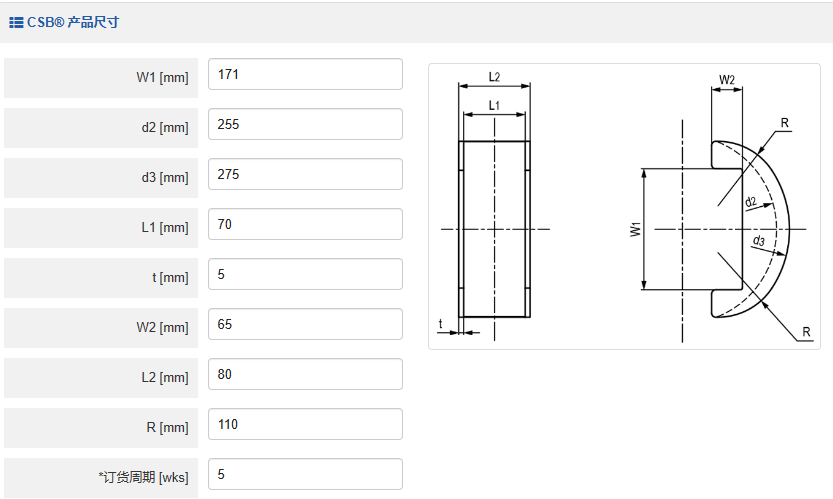 CSB® 产品尺寸
W1 [mm] 171
d2 [mm] 255
d3 [mm] 275
L1 [mm] 70
t [mm] 5
W2 [mm] 65
L2 [mm] 80
R [mm] 110
*订货周期 [wks] 5
L2
L1
t
W2
R
W1
d2
d3
R